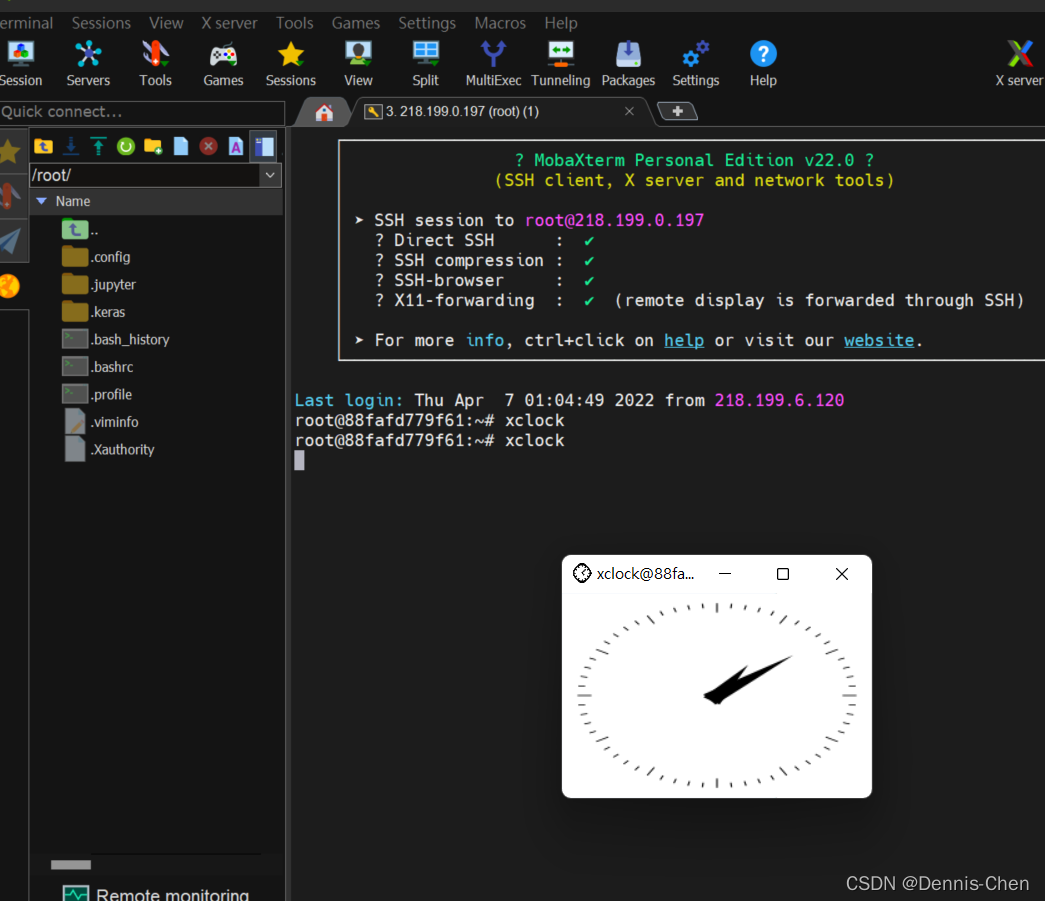 erminal Sessions View X server Tools Games Settings Macros Help
Session Servers Tools Games Sessions View Split MultiExec Tunneling Packages Settings Help X server
Quick connect...
3. 218.199.0.197 (root) (1)
/root/
Name
..
.config
.jupyter
.keras
.bash_history
.bashrc
.profile
.viminfo
.Xauthority
Remote monitoring
? MobaXterm Personal Edition v22.0 ?
(SSH client, X server and network tools)
➤ SSH session to root@218.199.0.197
? Direct SSH : ✔
? SSH compression : ✔
? SSH-browser : ✔
? X11-forwarding : ✔ (remote display is forwarded through SSH)
➤ For more info, ctrl+click on help or visit our website.
Last login: Thu Apr 7 01:04:49 2022 from 218.199.6.120
root@88fafd779f61:~# xclock
root@88fafd779f61:~# xclock
xclock@88fa...
CSDN @Dennis-Chen